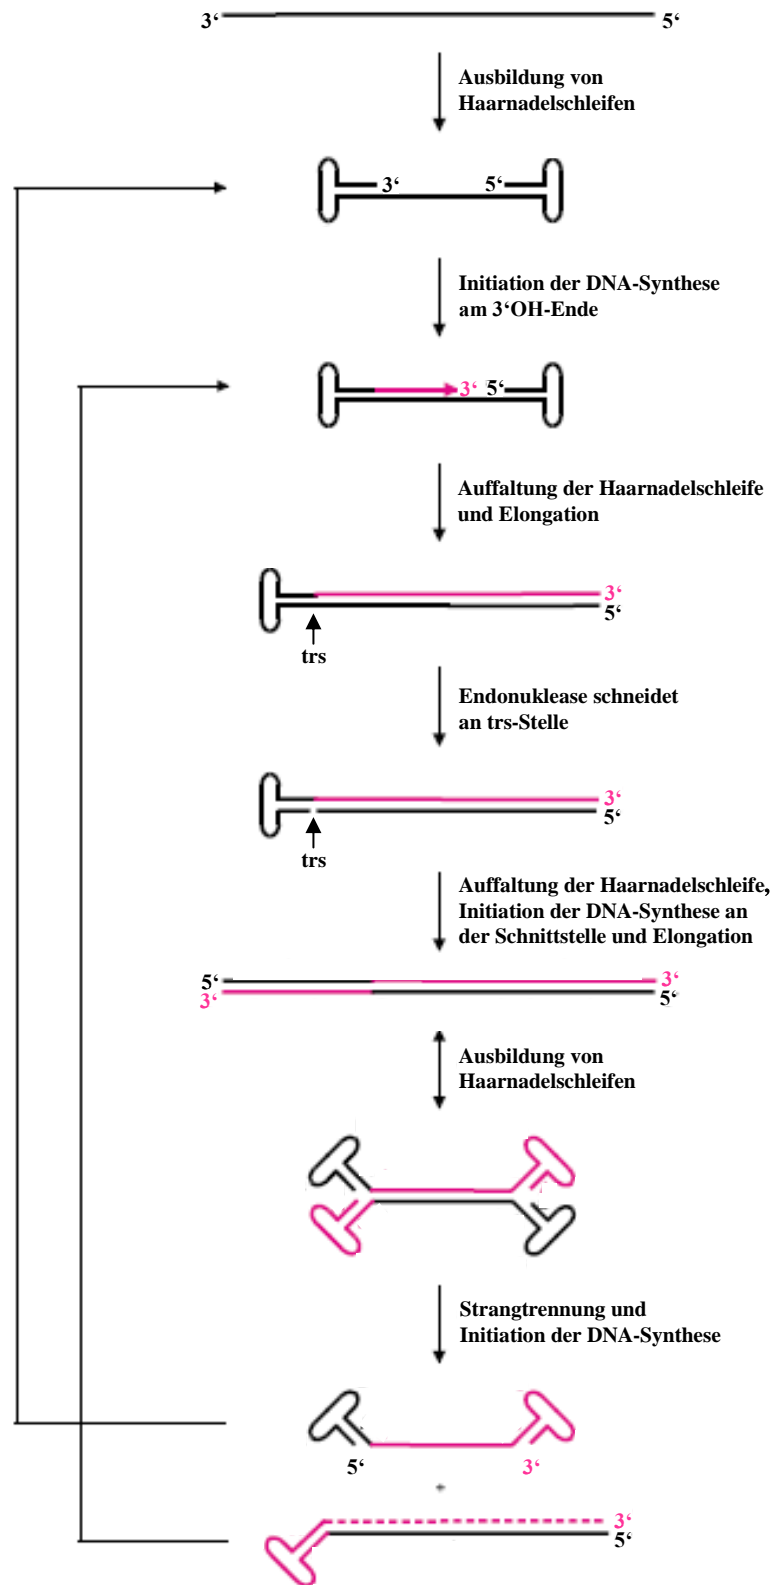 3‘ 5‘
Ausbildung von
Haarnadelschleifen
3‘ 5‘
Initiation der DNA-Synthese
am 3‘OH-Ende
3‘ 5‘
Auffaltung der Haarnadelschleife
und Elongation
3‘
5‘
trs
Endonuklease schneidet
an trs-Stelle
3‘
5‘
trs
Auffaltung der Haarnadelschleife,
Initiation der DNA-Synthese an
der Schnittstelle und Elongation
5‘ 3‘
3‘ 5‘
Ausbildung von
Haarnadelschleifen
Strangtrennung und
Initiation der DNA-Synthese
5‘ 3‘
+
3‘
5‘